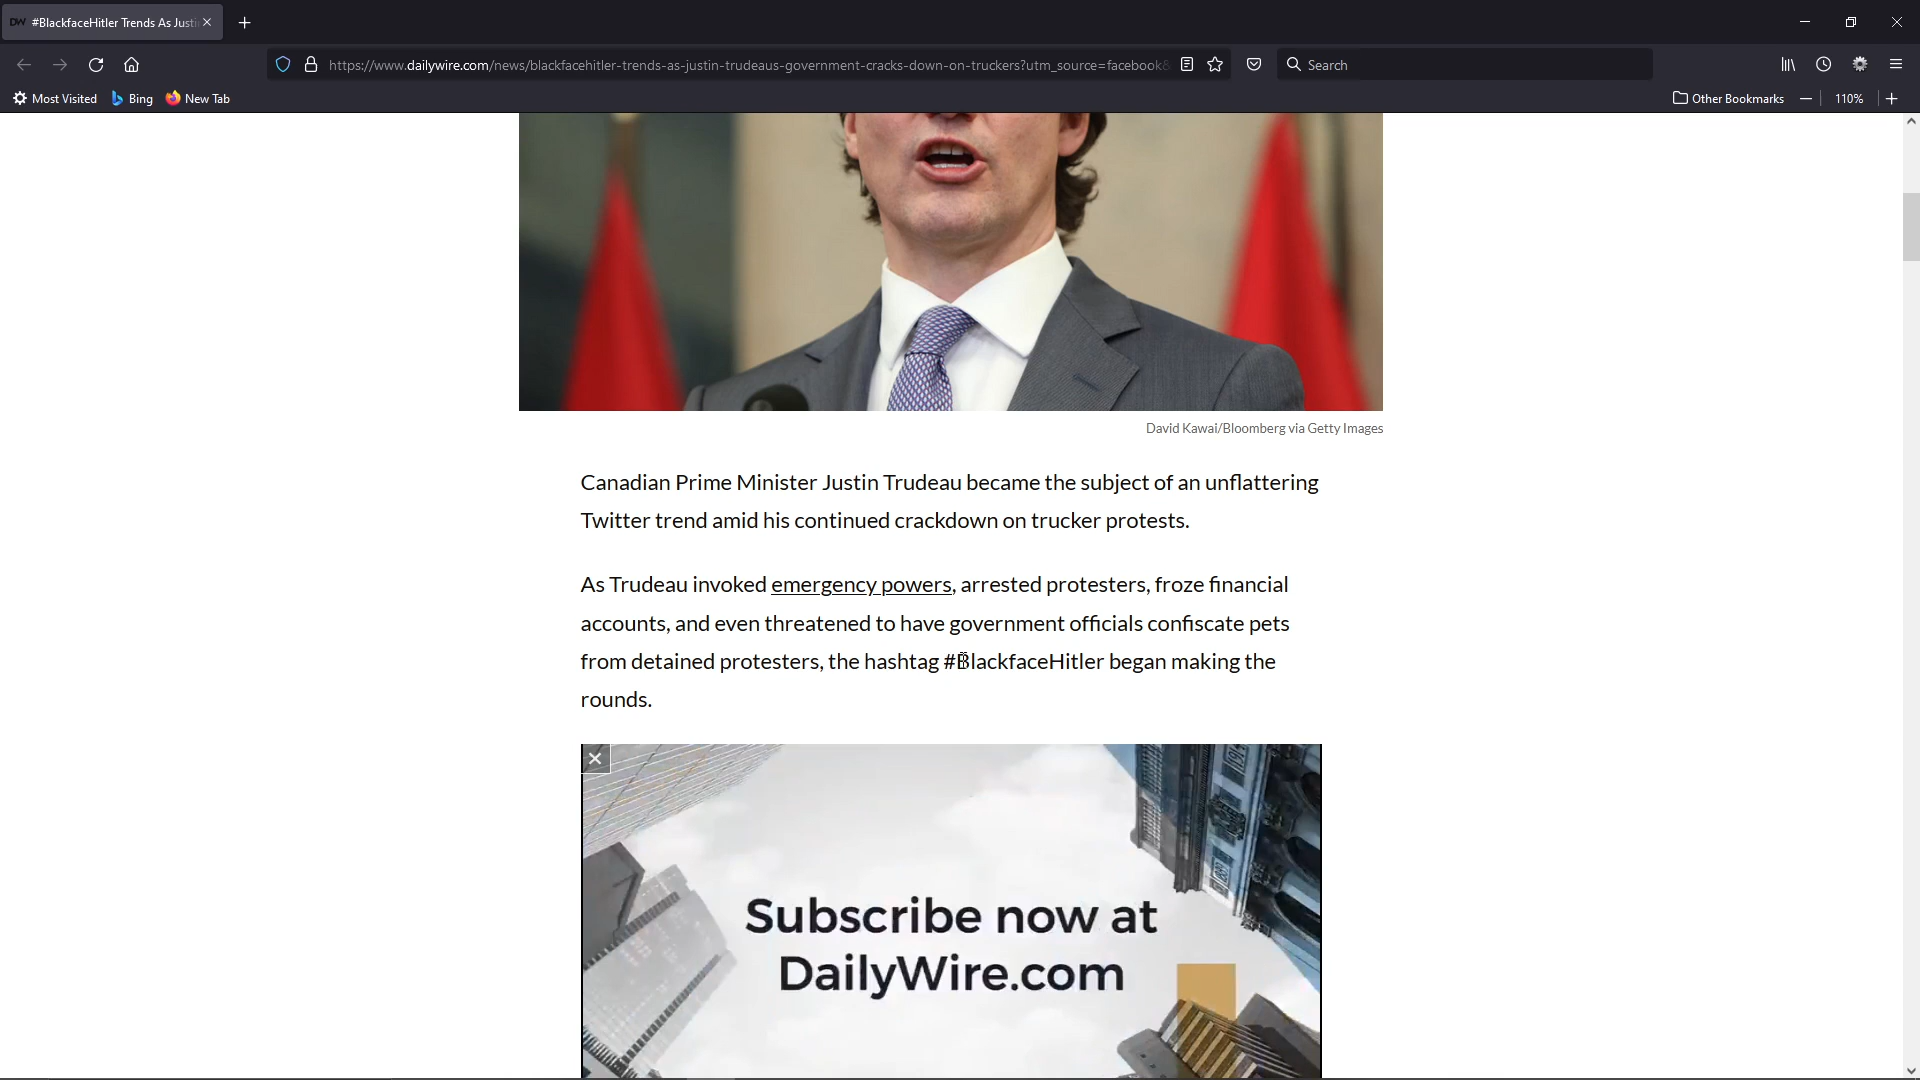 DW #BlackfaceHitler Trends As Justi
https://www.dailywire.com/news/blackfacehitler-trends-as-justin-trudeaus-government-cracks-down-on-truckers?utm_source=facebook&
Search
Most Visited
Bing
New Tab
Other Bookmarks
110%
David Kawai/Bloomberg via Getty Images
Canadian Prime Minister Justin Trudeau became the subject of an unflattering
Twitter trend amid his continued crackdown on trucker protests.
As Trudeau invoked emergency powers, arrested protesters, froze financial
accounts, and even threatened to have government officials confiscate pets
from detained protesters, the hashtag #BlackfaceHitler began making the
rounds.
Subscribe now at
DailyWire.com